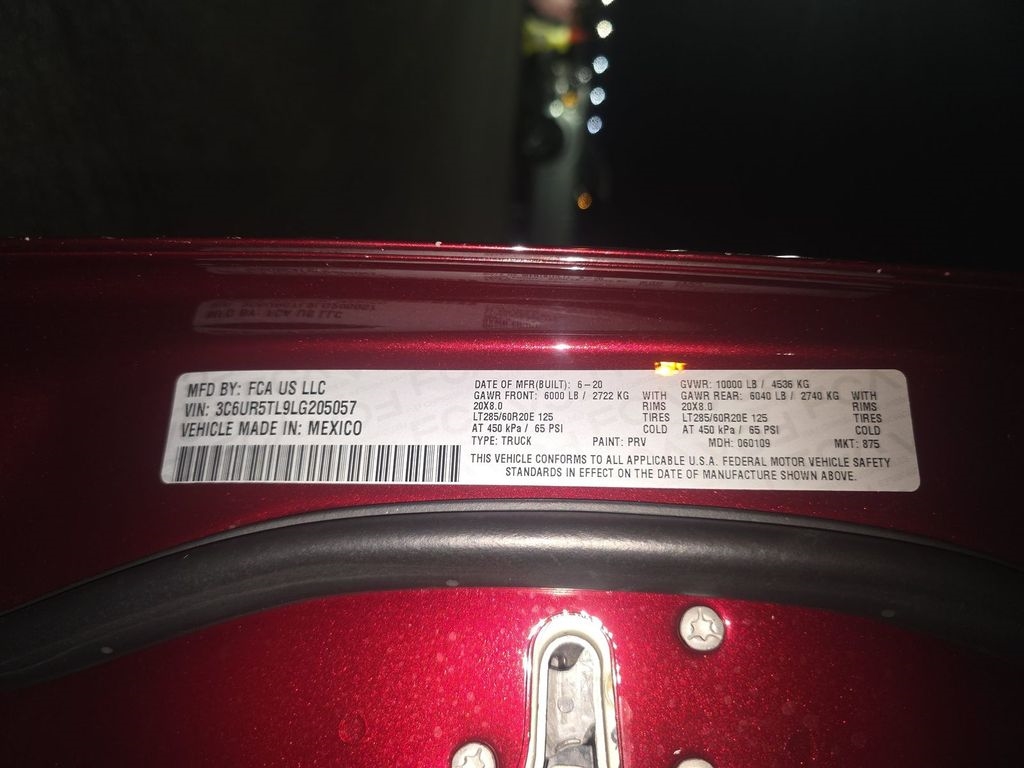 MFD BY: FCA US LLC
VIN: 3C6UR5TL9LG205057
VEHICLE MADE IN: MEXICO
DATE OF MFR(BUILT): 6-20
GAWR FRONT: 6000 LB / 2722 KG WITH
20X8.0 RIMS
LT285/60R20E 125 TIRES
AT 450 kPa / 65 PSI COLD
TYPE: TRUCK PAINT: PRV
GVWR: 10000 LB / 4536 KG
GAWR REAR: 6040 LB / 2740 KG WITH
20X8.0 RIMS
LT285/60R20E 125 TIRES
AT 450 kPa / 65 PSI COLD
MDH: 060109 MKT: 875
THIS VEHICLE CONFORMS TO ALL APPLICABLE U.S.A. FEDERAL MOTOR VEHICLE SAFETY
STANDARDS IN EFFECT ON THE DATE OF MANUFACTURE SHOWN ABOVE.